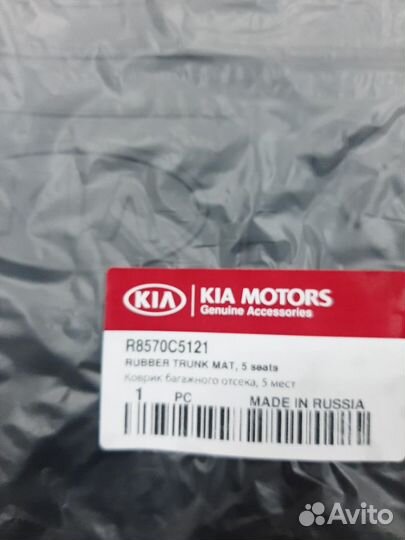 KIA KIA MOTORS
Genuine Accessories
R8570C5121
RUBBER TRUNK MAT, 5 seats
Коврик багажного отсека, 5 мест
1 PC MADE IN RUSSIA
Avito